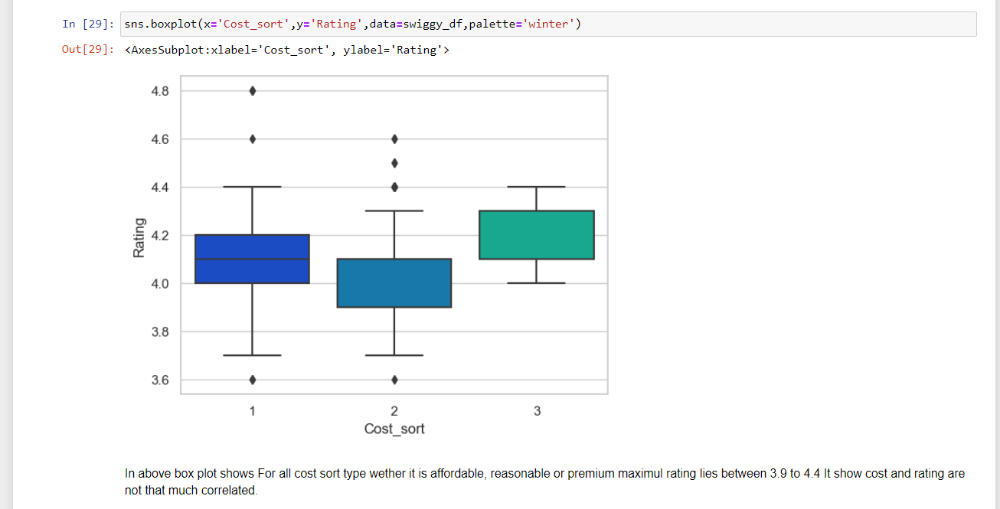 In [29]: sns.boxplot(x='Cost_sort',y='Rating',data=swiggy_df,palette='winter')
Out[29]: <AxesSubplot:xlabel='Cost_sort', ylabel='Rating'>
4.8
4.6
4.4
4.2
4.0
3.8
3.6
Rating
1 2 3
Cost_sort
In above box plot shows For all cost sort type wether it is affordable, reasonable or premium maximul rating lies between 3.9 to 4.4 It show cost and rating are
not that much correlated.